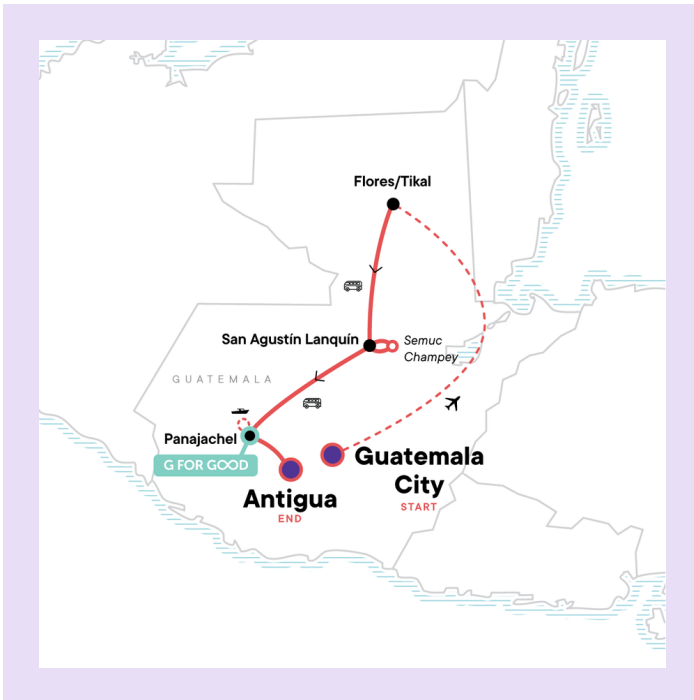 Flores/Tikal
San Agustín Lanquín
Semuc
Champey
GUATEMALA
Panajachel
G FOR GOOD
Guatemala
City
START
Antigua
END